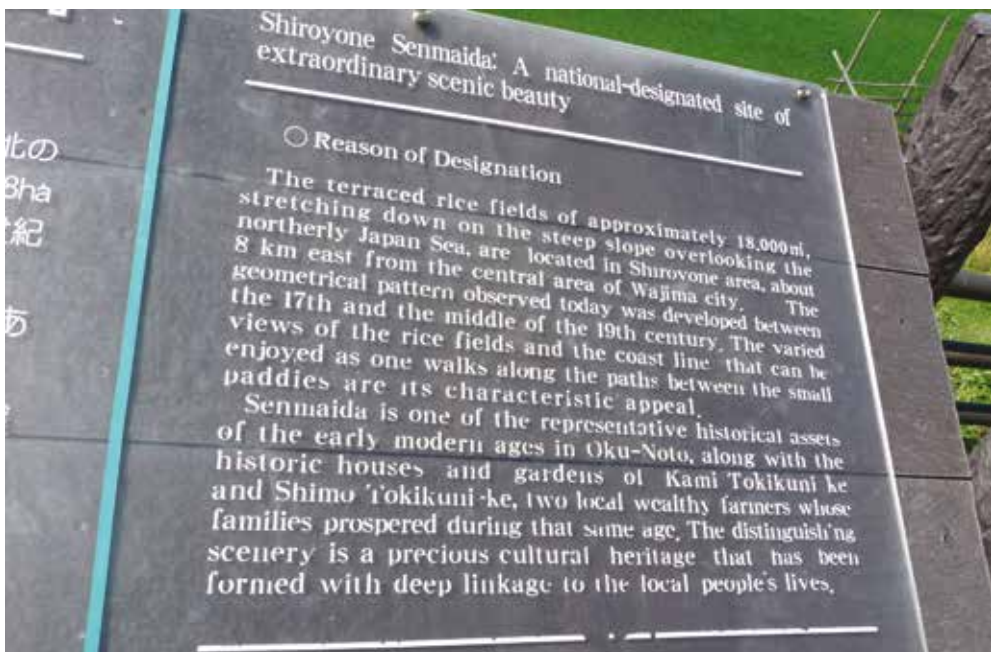 北の
8ha
紀
あ
Shiroyone Senmaida: A national-designated site of
extraordinary scenic beauty
○ Reason of Designation
The terraced rice fields of approximately 18,000㎡,
stretching down on the steep slope overlooking the
northerly Japan Sea, are located in Shiroyone area, about
8 km east from the central area of Wajima city. The
geometrical pattern observed today was developed between
the 17th and the middle of the 19th century. The varied
views of the rice fields and the coast line that can be
enjoyed as one walks along the paths between the small
paddies are its characteristic appeal.
Senmaida is one of the representative historical assets
of the early modern ages in Oku-Noto, along with the
historic houses and gardens of Kami Tokikuni ke
and Shimo Tokikuni-ke, two local wealthy farmers whose
families prospered during that same age. The distinguishing
scenery is a precious cultural heritage that has been
formed with deep linkage to the local people's lives.